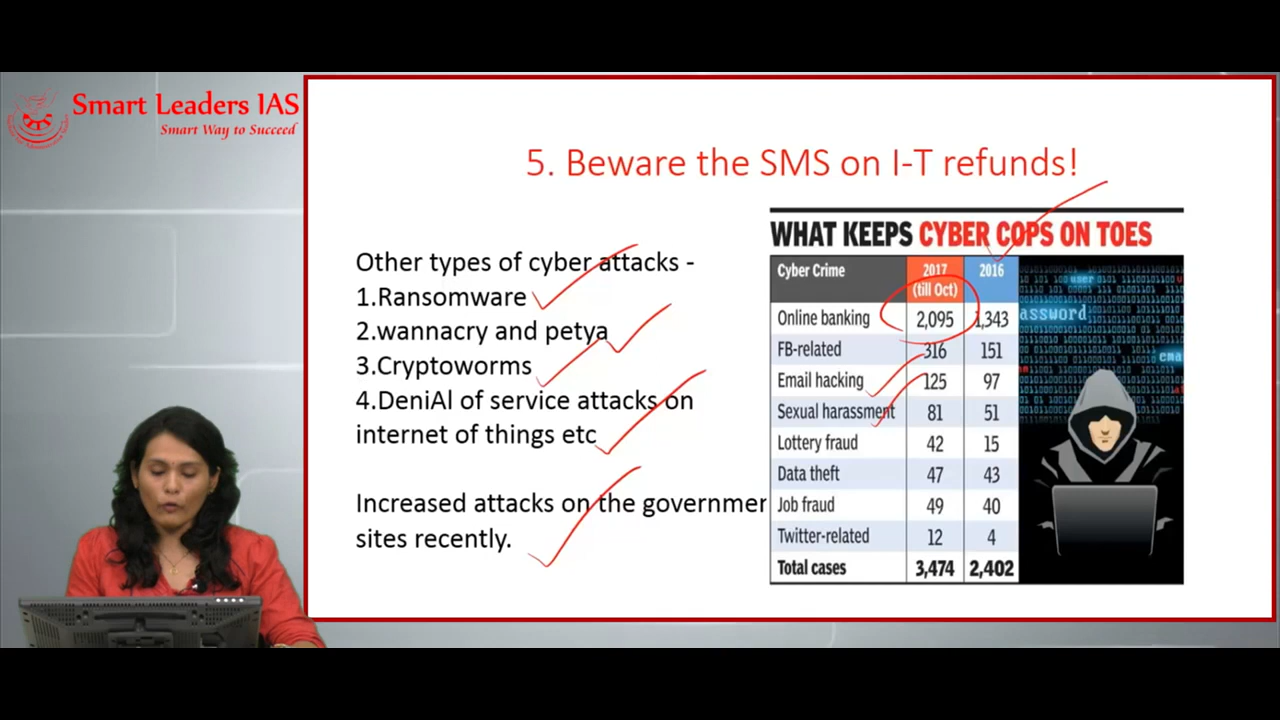 Smart Leaders IAS
Smart Way to Succeed
5. Beware the SMS on I-T refunds!
Other types of cyber attacks -
1.Ransomware
2.wannacry and petya
3.Cryptoworms
4.DeniAl of service attacks on
internet of things etc
Increased attacks on the governmen
sites recently.
WHAT KEEPS CYBER COPS ON TOES
Cyber Crime 2017 (till Oct) 2016
Online banking 2,095 1,343
FB-related 316 151
Email hacking 125 97
Sexual harassment 81 51
Lottery fraud 42 15
Data theft 47 43
Job fraud 49 40
Twitter-related 12 4
Total cases 3,474 2,402
user
assword
ema